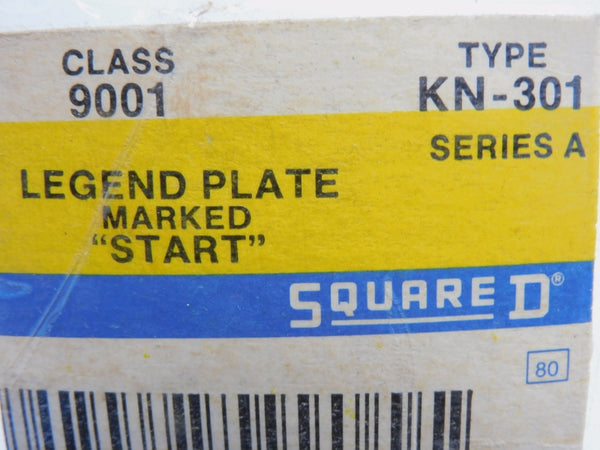 CLASS
9001
TYPE
KN-301
SERIES A
LEGEND PLATE
MARKED
“START”
SQUARE D®
80